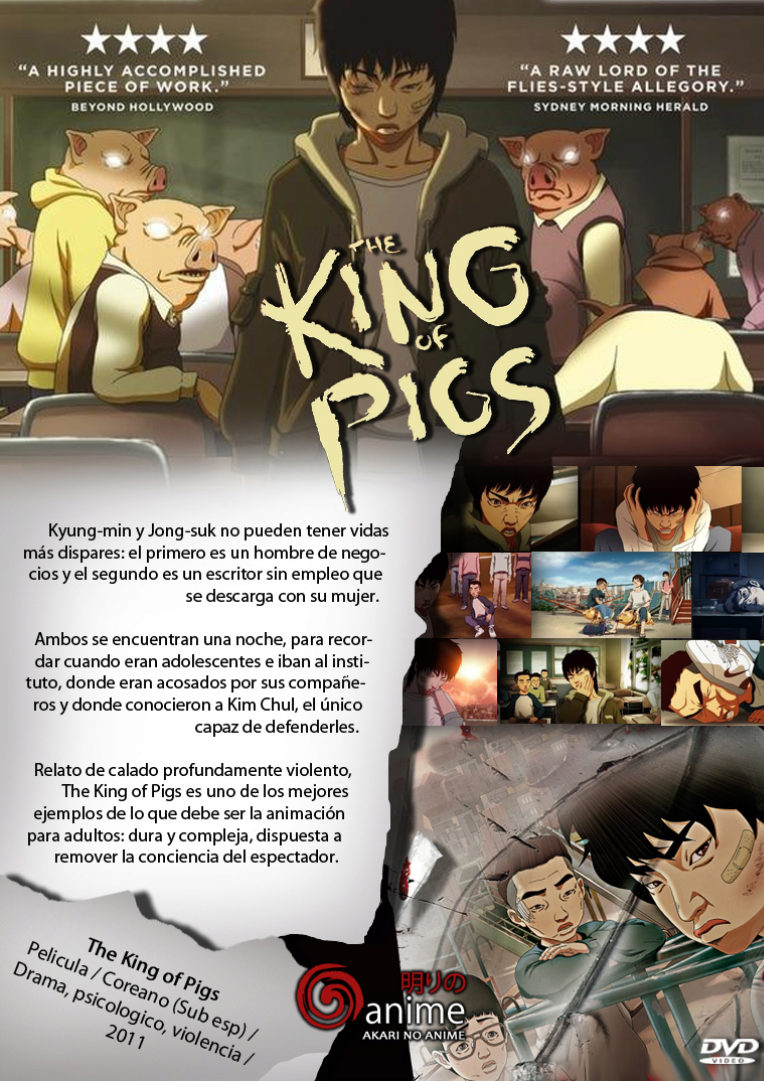 “A HIGHLY ACCOMPLISHED
PIECE OF WORK.”
BEYOND HOLLYWOOD
“A RAW LORD OF THE
FLIES-STYLE ALLEGORY.”
SYDNEY MORNING HERALD
THE
KING
OF
PIGS
Kyung-min y Jong-suk no pueden tener vidas
más dispares: el primero es un hombre de nego-
cios y el segundo es un escritor sin empleo que
se descarga con su mujer.
Ambos se encuentran una noche, para recor-
dar cuando eran adolescentes e iban al insti-
tuto, donde eran acosados por sus compañe-
ros y donde conocieron a Kim Chul, el único
capaz de defenderles.
Relato de calado profundamente violento,
The King of Pigs es uno de los mejores
ejemplos de lo que debe ser la animación
para adultos: dura y compleja, dispuesta a
remover la conciencia del espectador.
The King of Pigs
Pelicula / Coreano (Sub esp) /
Drama, psicologico, violencia /
2011
明りの
anime
AKARI NO ANIME
DVD
VIDEO